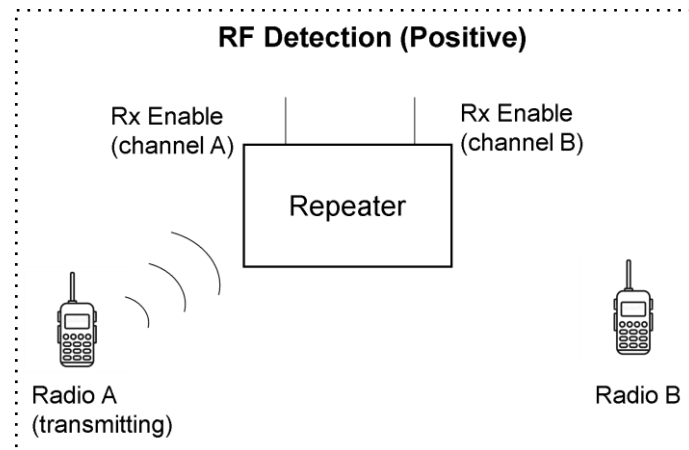 RF Detection (Positive)
Rx Enable
(channel A)
Rx Enable
(channel B)
Repeater
Radio A
(transmitting)
Radio B